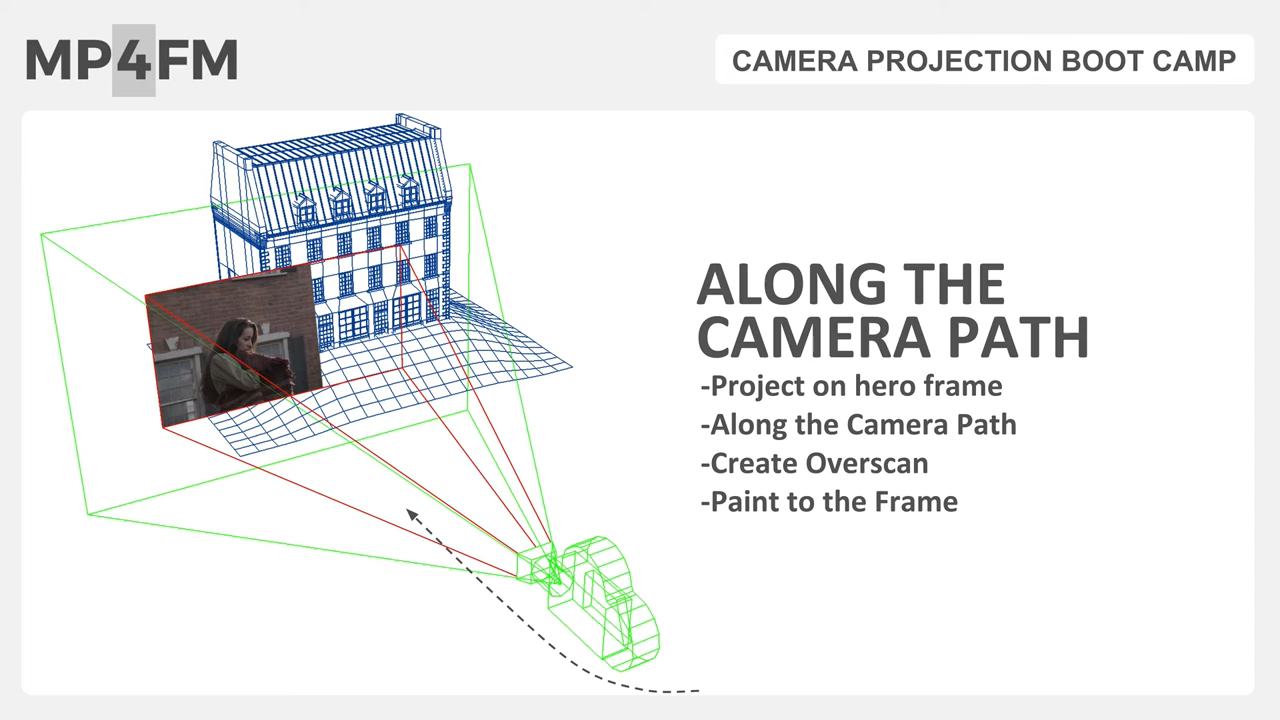 MP4FM
CAMERA PROJECTION BOOT CAMP
ALONG THE
CAMERA PATH
-Project on hero frame
-Along the Camera Path
-Create Overscan
-Paint to the Frame